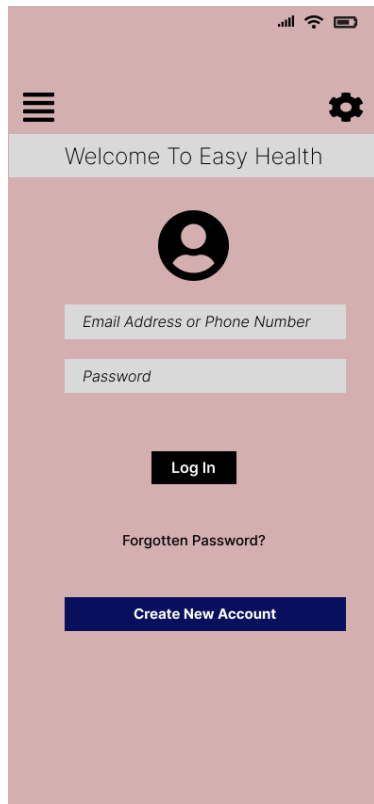 Welcome To Easy Health
Email Address or Phone Number
Password
Log In
Forgotten Password?
Create New Account